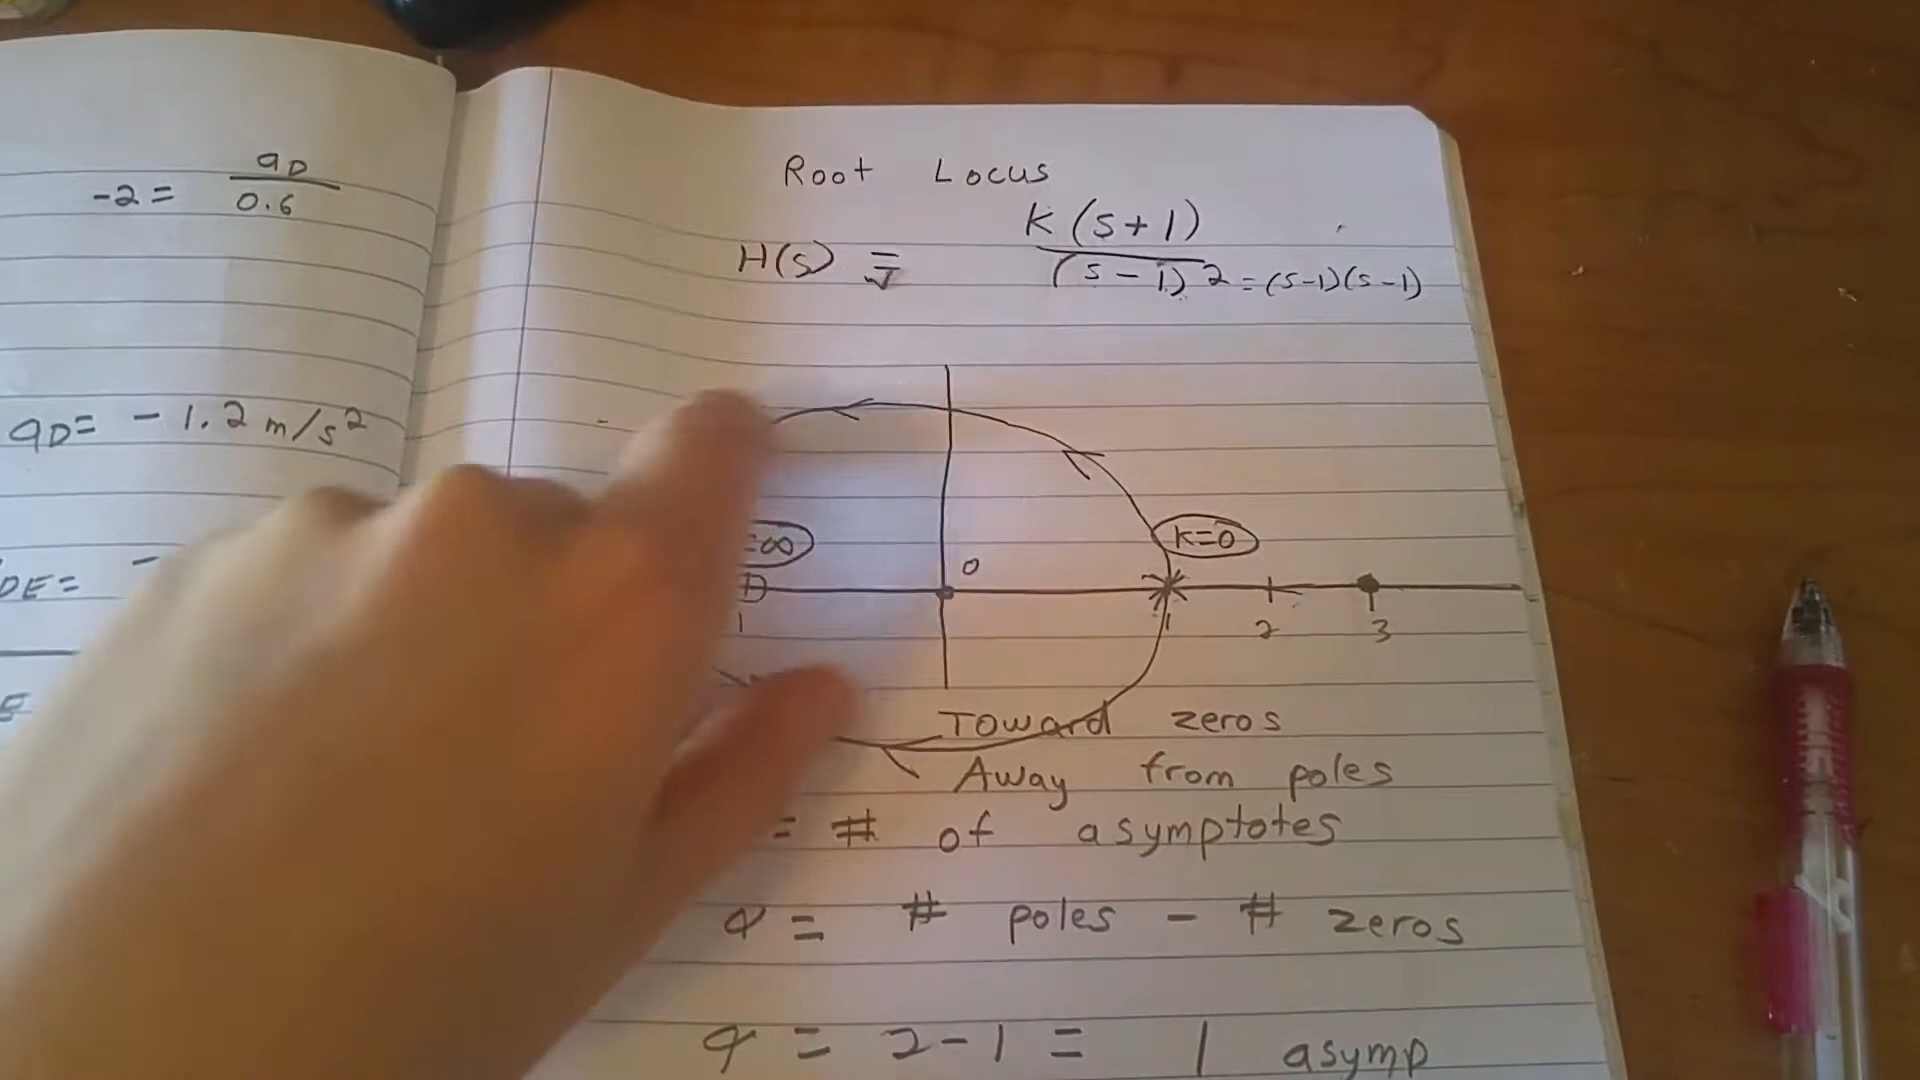 -2 = aD
0.6
aD = - 1.2 m/s²
DE = -
Root Locus
H(s) = K(s+1)
(s-1)2 = (s-1)(s-1)
=∞
K=0
0
1
1
2
3
Toward zeros
Away from poles
= # of asymptotes
q = # poles - # zeros
q = 2-1 = 1 asymp